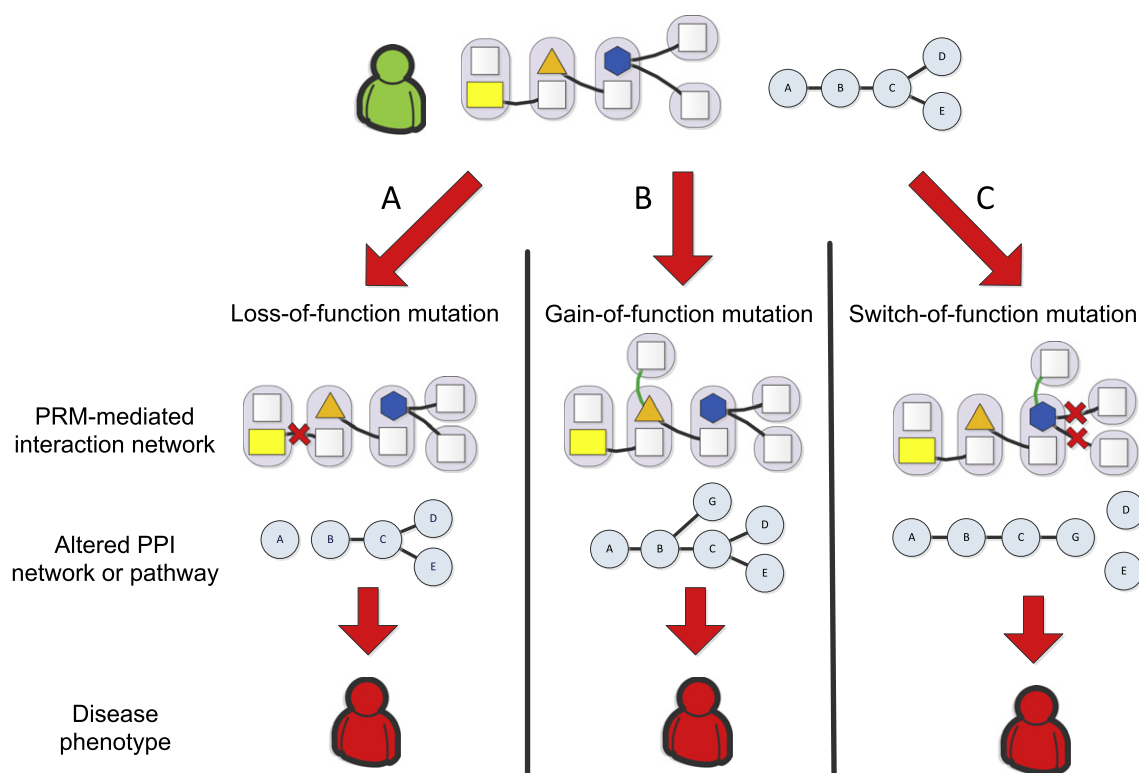 D
A B C
E
A B C
Loss-of-function mutation Gain-of-function mutation Switch-of-function mutation
PRM-mediated
interaction network
Altered PPI
network or pathway
A B C D E
A B C G D E
A B C G D E
Disease
phenotype